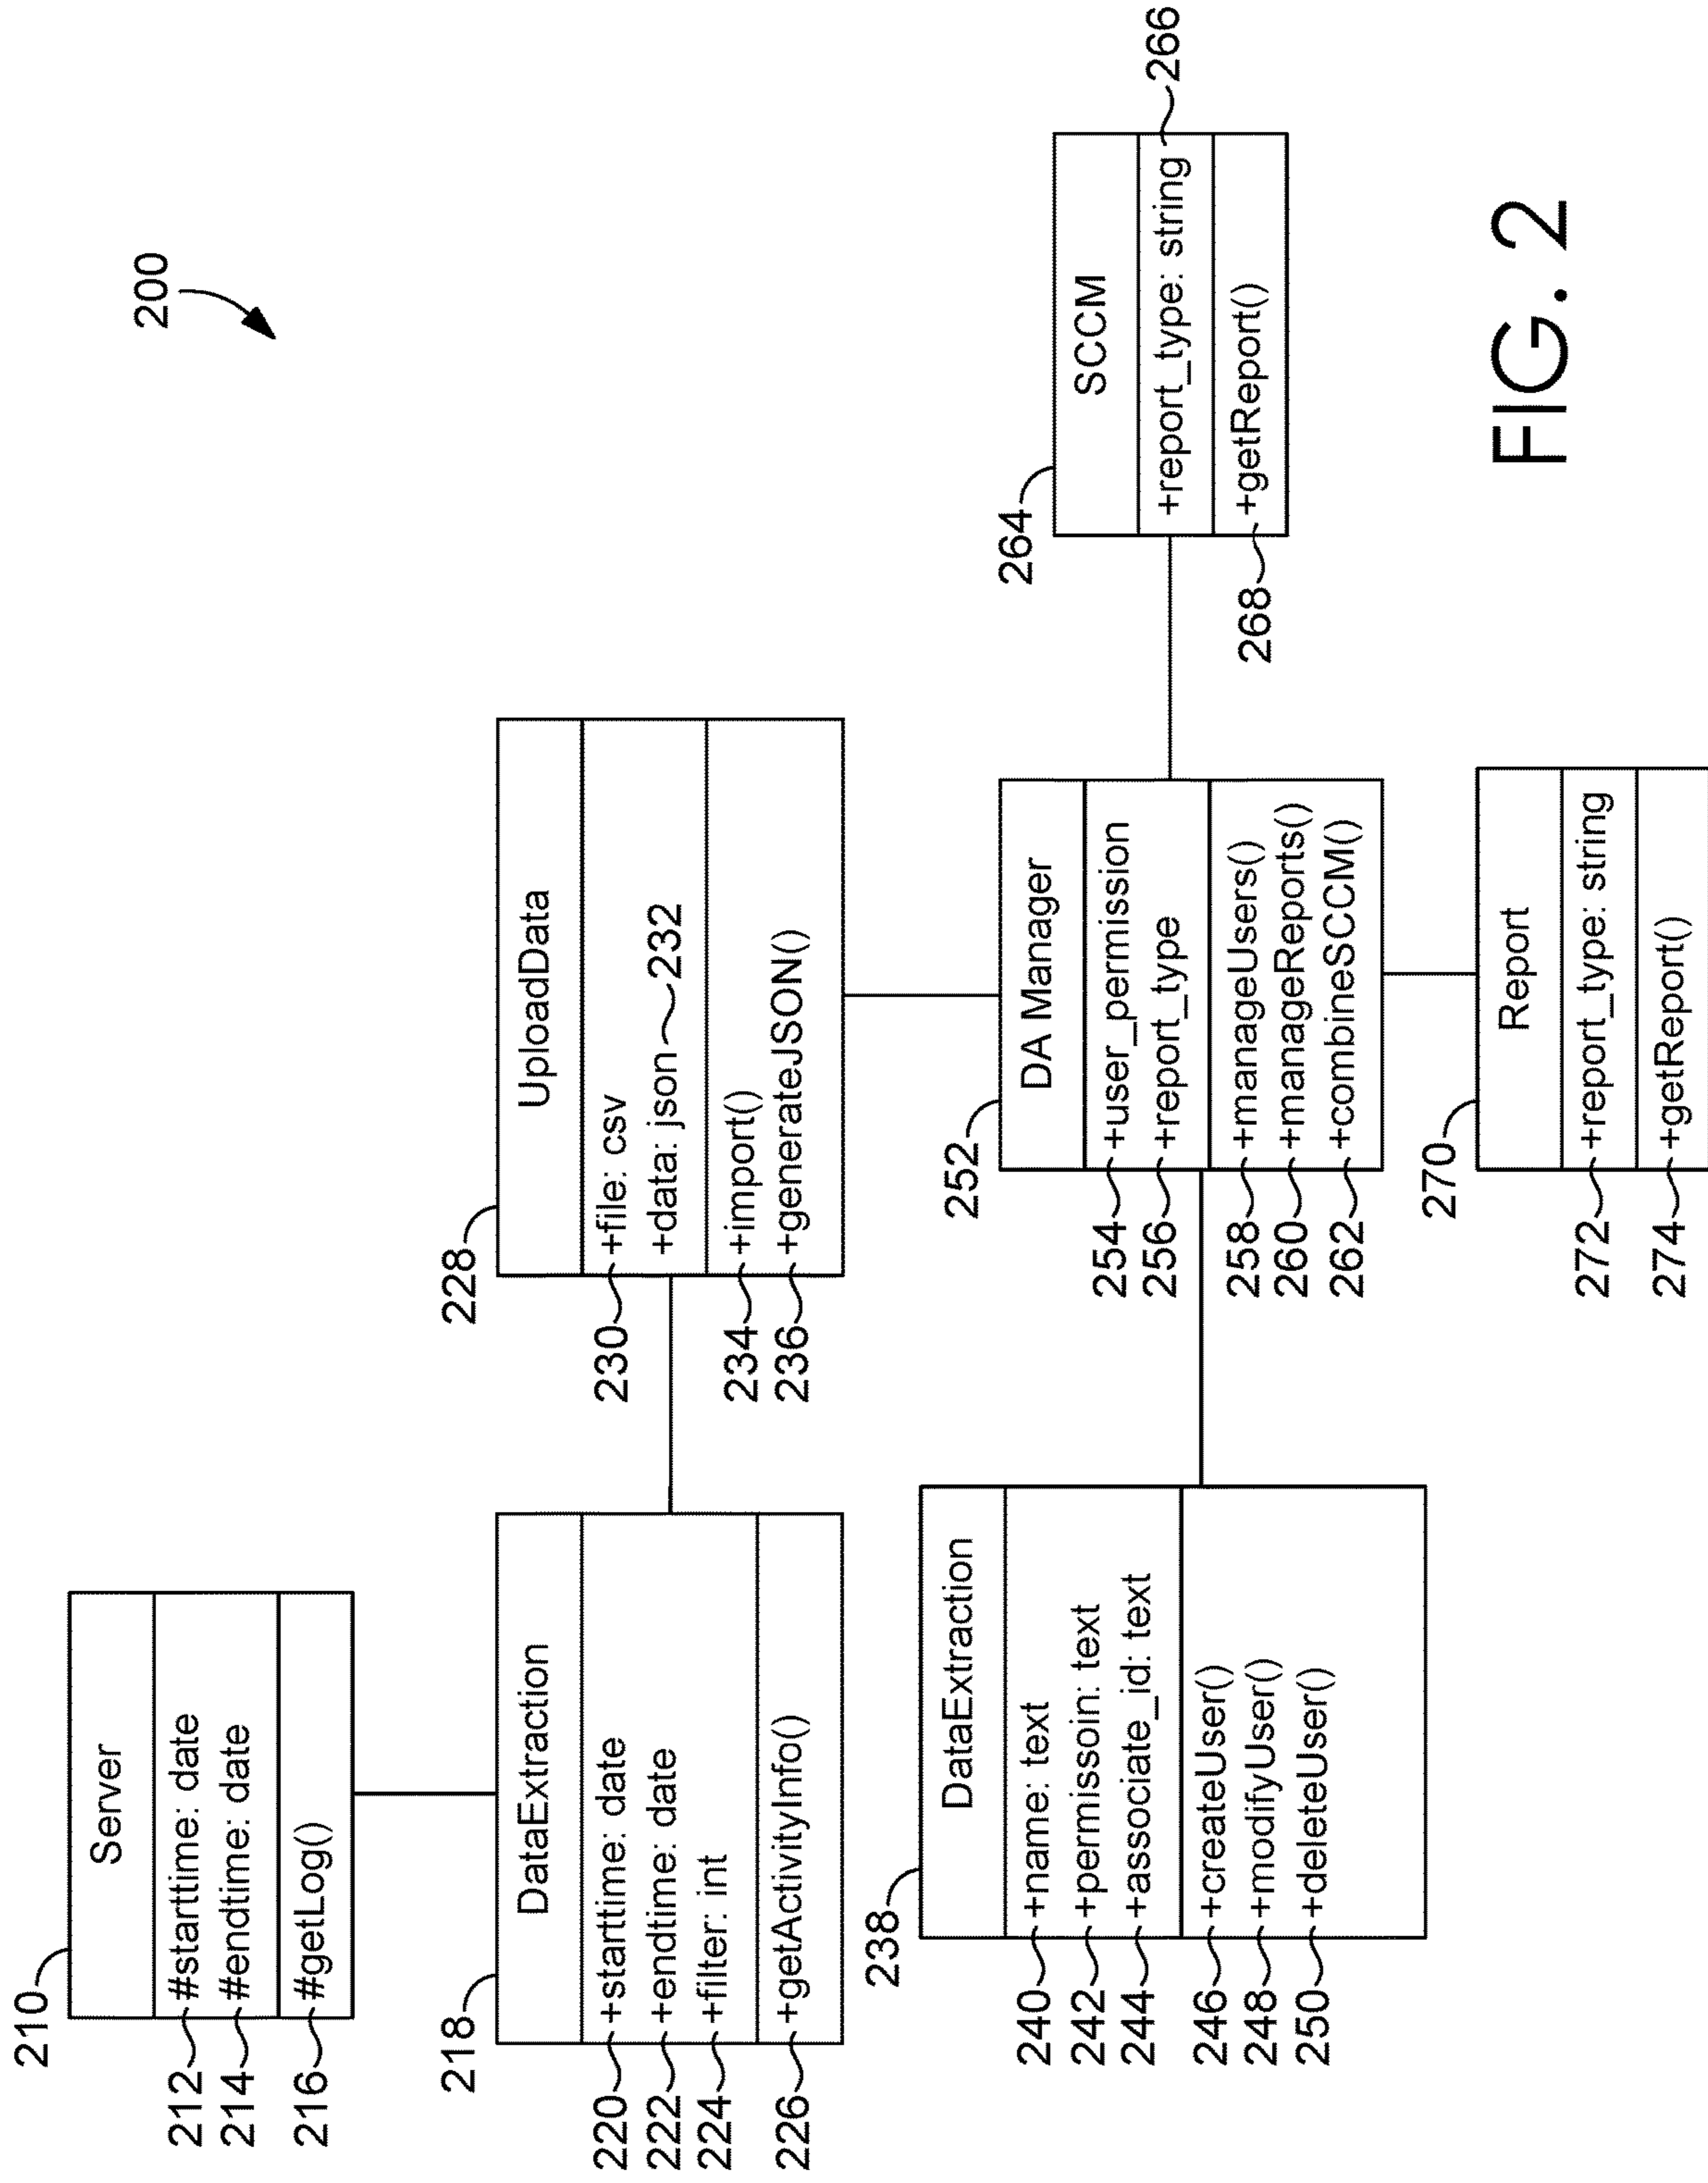 200
210
Server
212 #starttime: date
214 #endtime: date
216 #getLog()
218
DataExtraction
220 +starttime: date
222 +endtime: date
224 +filter: int
226 +getActivityInfo()
228
UploadData
230 +file: csv
+data: json 232
234 +import()
236 +generateJSON()
238
DataExtraction
240 +name: text
242 +permissoin: text
244 +associate_id: text
246 +createUser()
248 +modifyUser()
250 +deleteUser()
252
DA Manager
254 +user_permission
256 +report_type
258 +manageUsers()
260 +manageReports()
262 +combineSCCM()
264
SCCM
+report_type: string 266
268 +getReport()
270
Report
272 +report_type: string
274 +getReport()
FIG. 2